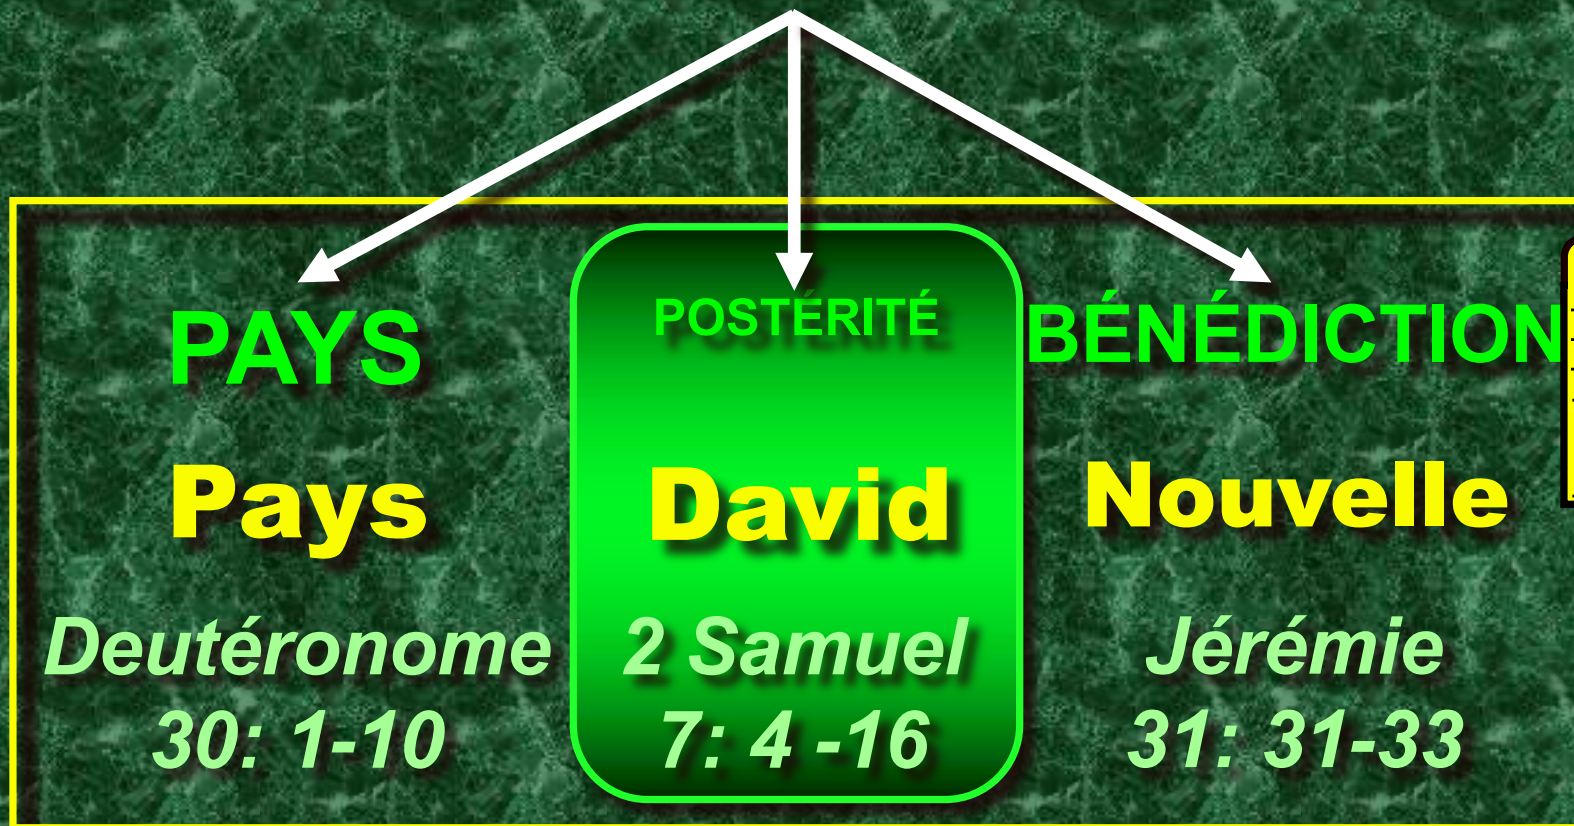 PAYS
POSTÉRITÉ
BÉNÉDICTION
Pays
David
Nouvelle
Deutéronome
30: 1-10
2 Samuel
7: 4 -16
Jérémie
31: 31-33